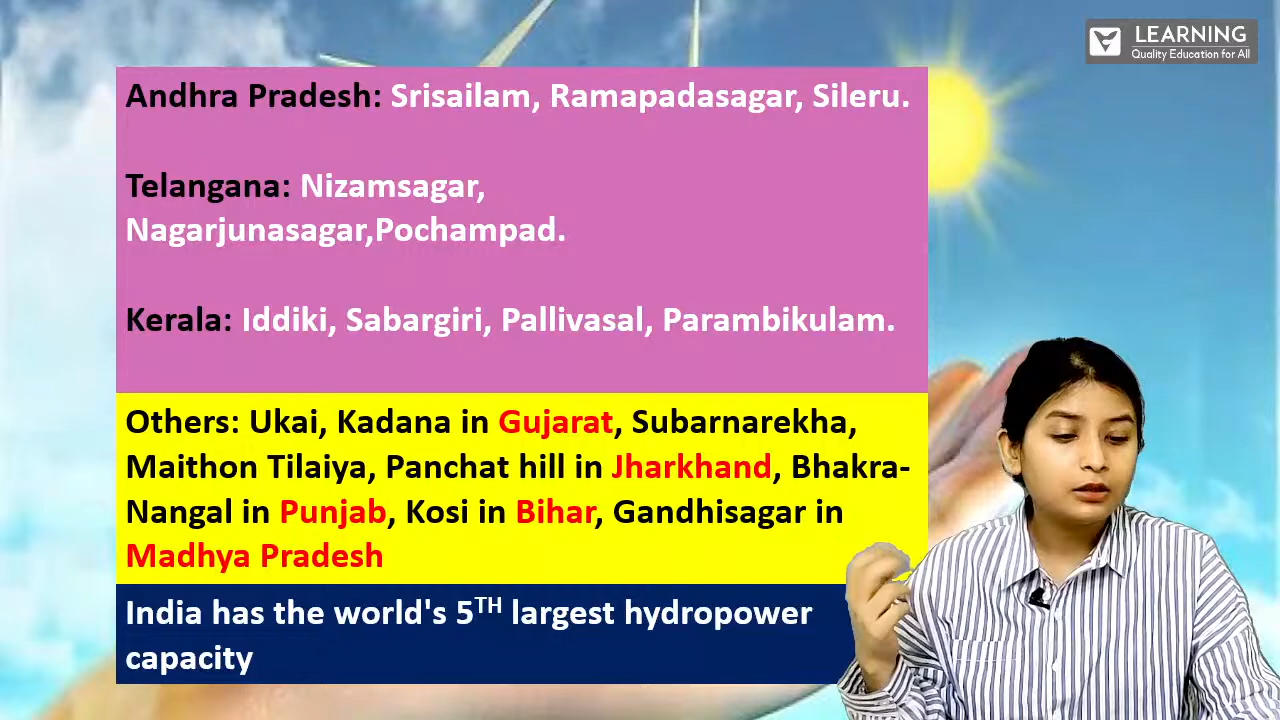 LEARNING
Quality Education for All
Andhra Pradesh: Srisailam, Ramapadasagar, Sileru.
Telangana: Nizamsagar,
Nagarjunasagar,Pochampad.
Kerala: Iddiki, Sabargiri, Pallivasal, Parambikulam.
Others: Ukai, Kadana in Gujarat, Subarnarekha,
Maithon Tilaiya, Panchat hill in Jharkhand, Bhakra-
Nangal in Punjab, Kosi in Bihar, Gandhisagar in
Madhya Pradesh
India has the world's 5TH largest hydropower
capacity